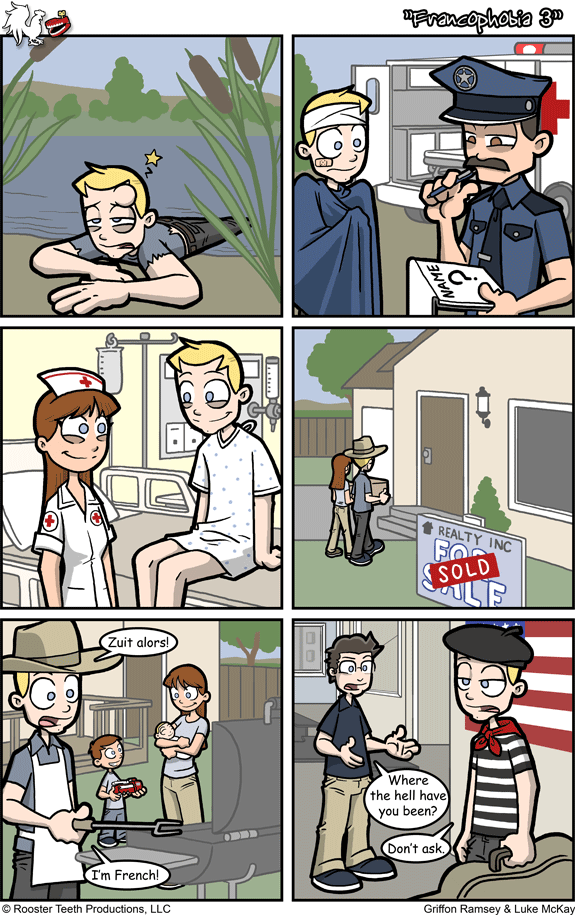 "Francophobia 3"
NAME
?
REALTY INC
FOR
SOLD
SALE
Zuit alors!
I'm French!
Where
the hell have
you been?
Don't ask.
© Rooster Teeth Productions, LLC
Griffon Ramsey & Luke McKay